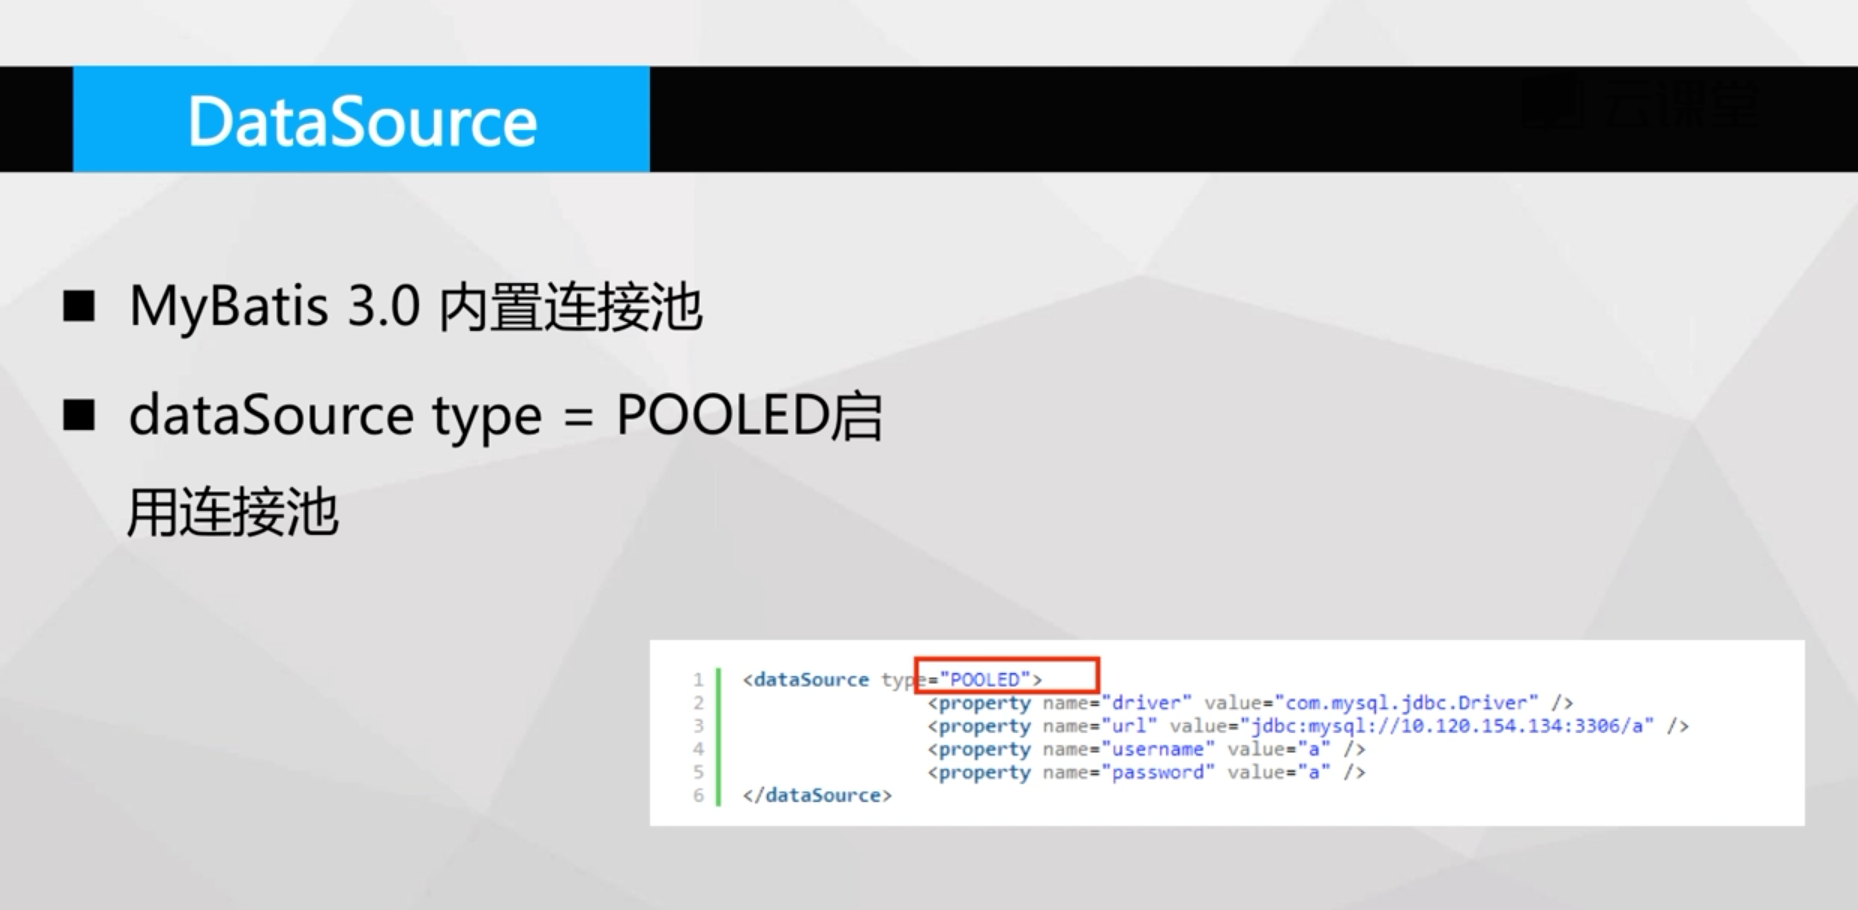 云课堂
DataSource
■ MyBatis 3.0 内置连接池
■ dataSource type = POOLED启
用连接池
1 <dataSource type="POOLED">
2 <property name="driver" value="com.mysql.jdbc.Driver" />
3 <property name="url" value="jdbc:mysql://10.120.154.134:3306/a" />
4 <property name="username" value="a" />
5 <property name="password" value="a" />
6 </dataSource>